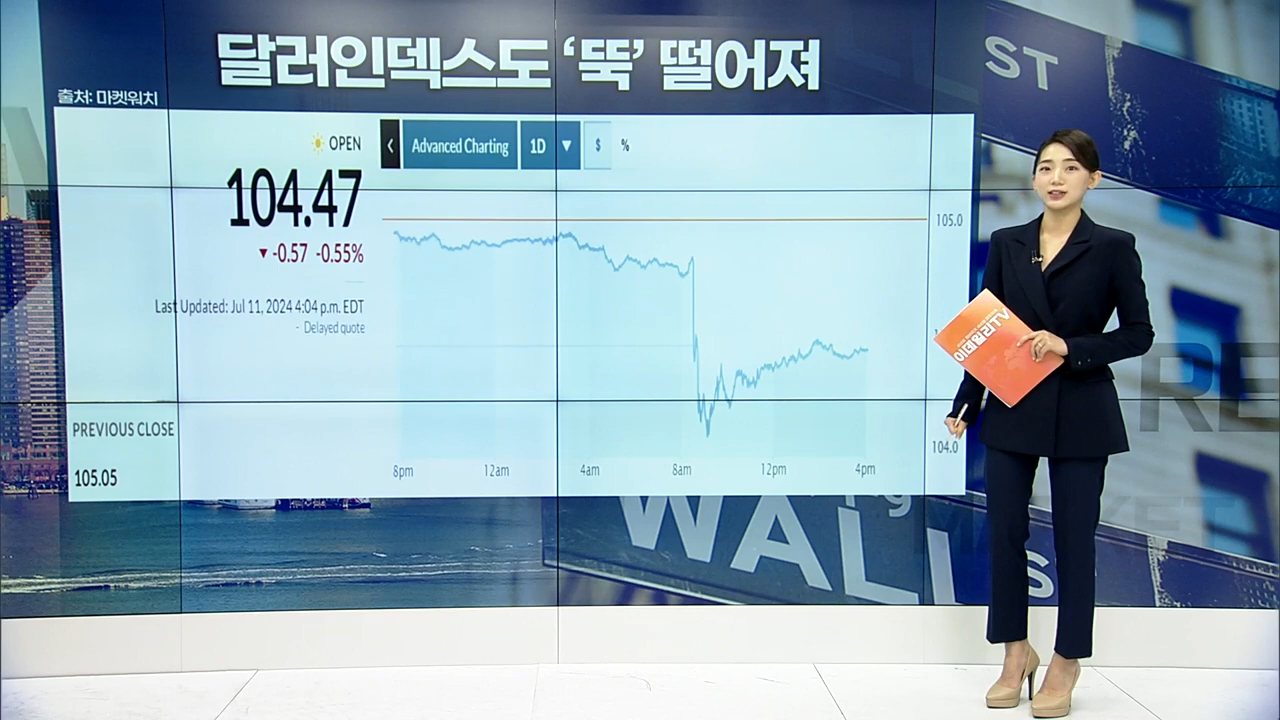 달러인덱스도 ‘뚝’ 떨어져
출처: 마켓워치
OPEN
Advanced Charting 1D ▼ $ %
104.47
▼ -0.57 -0.55%
Last Updated: Jul 11, 2024 4:04 p.m. EDT
- Delayed quote
PREVIOUS CLOSE
105.05
105.0
104.0
8pm 12am 4am 8am 12pm 4pm
ST
이데일리TV
WALL
S
RE